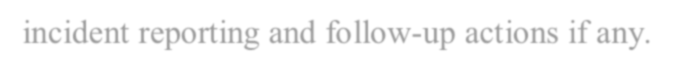 incident reporting and follow-up actions if any.